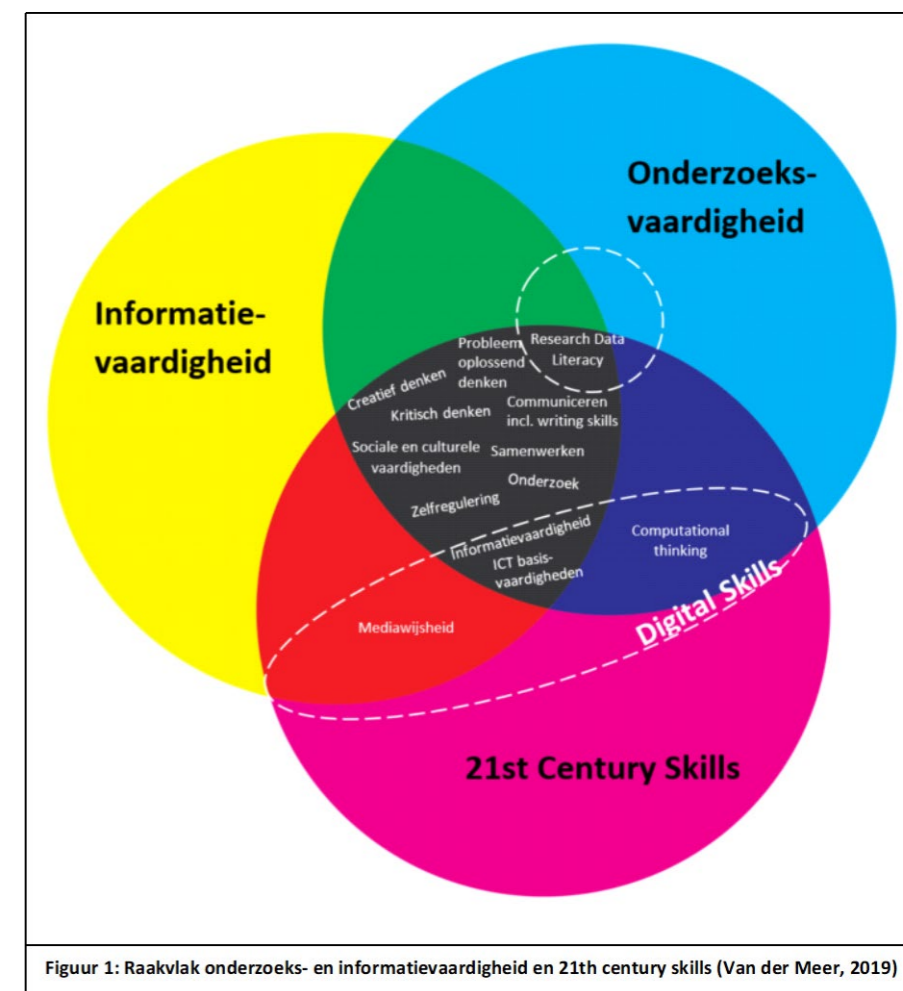 Onderzoeks-
vaardigheid
Informatie-
vaardigheid
Research Data
Literacy
Probleem
oplossend
denken
Creatief denken
Kritisch denken
Communiceren
incl. writing skills
Sociale en culturele
vaardigheden
Samenwerken
Onderzoek
Zelfregulering
Informatievaardigheid
ICT basis-
vaardigheden
Computational
thinking
Digital Skills
Mediawijsheid
21st Century Skills
Figuur 1: Raakvlak onderzoeks- en informatievaardigheid en 21th century skills (Van der Meer, 2019)